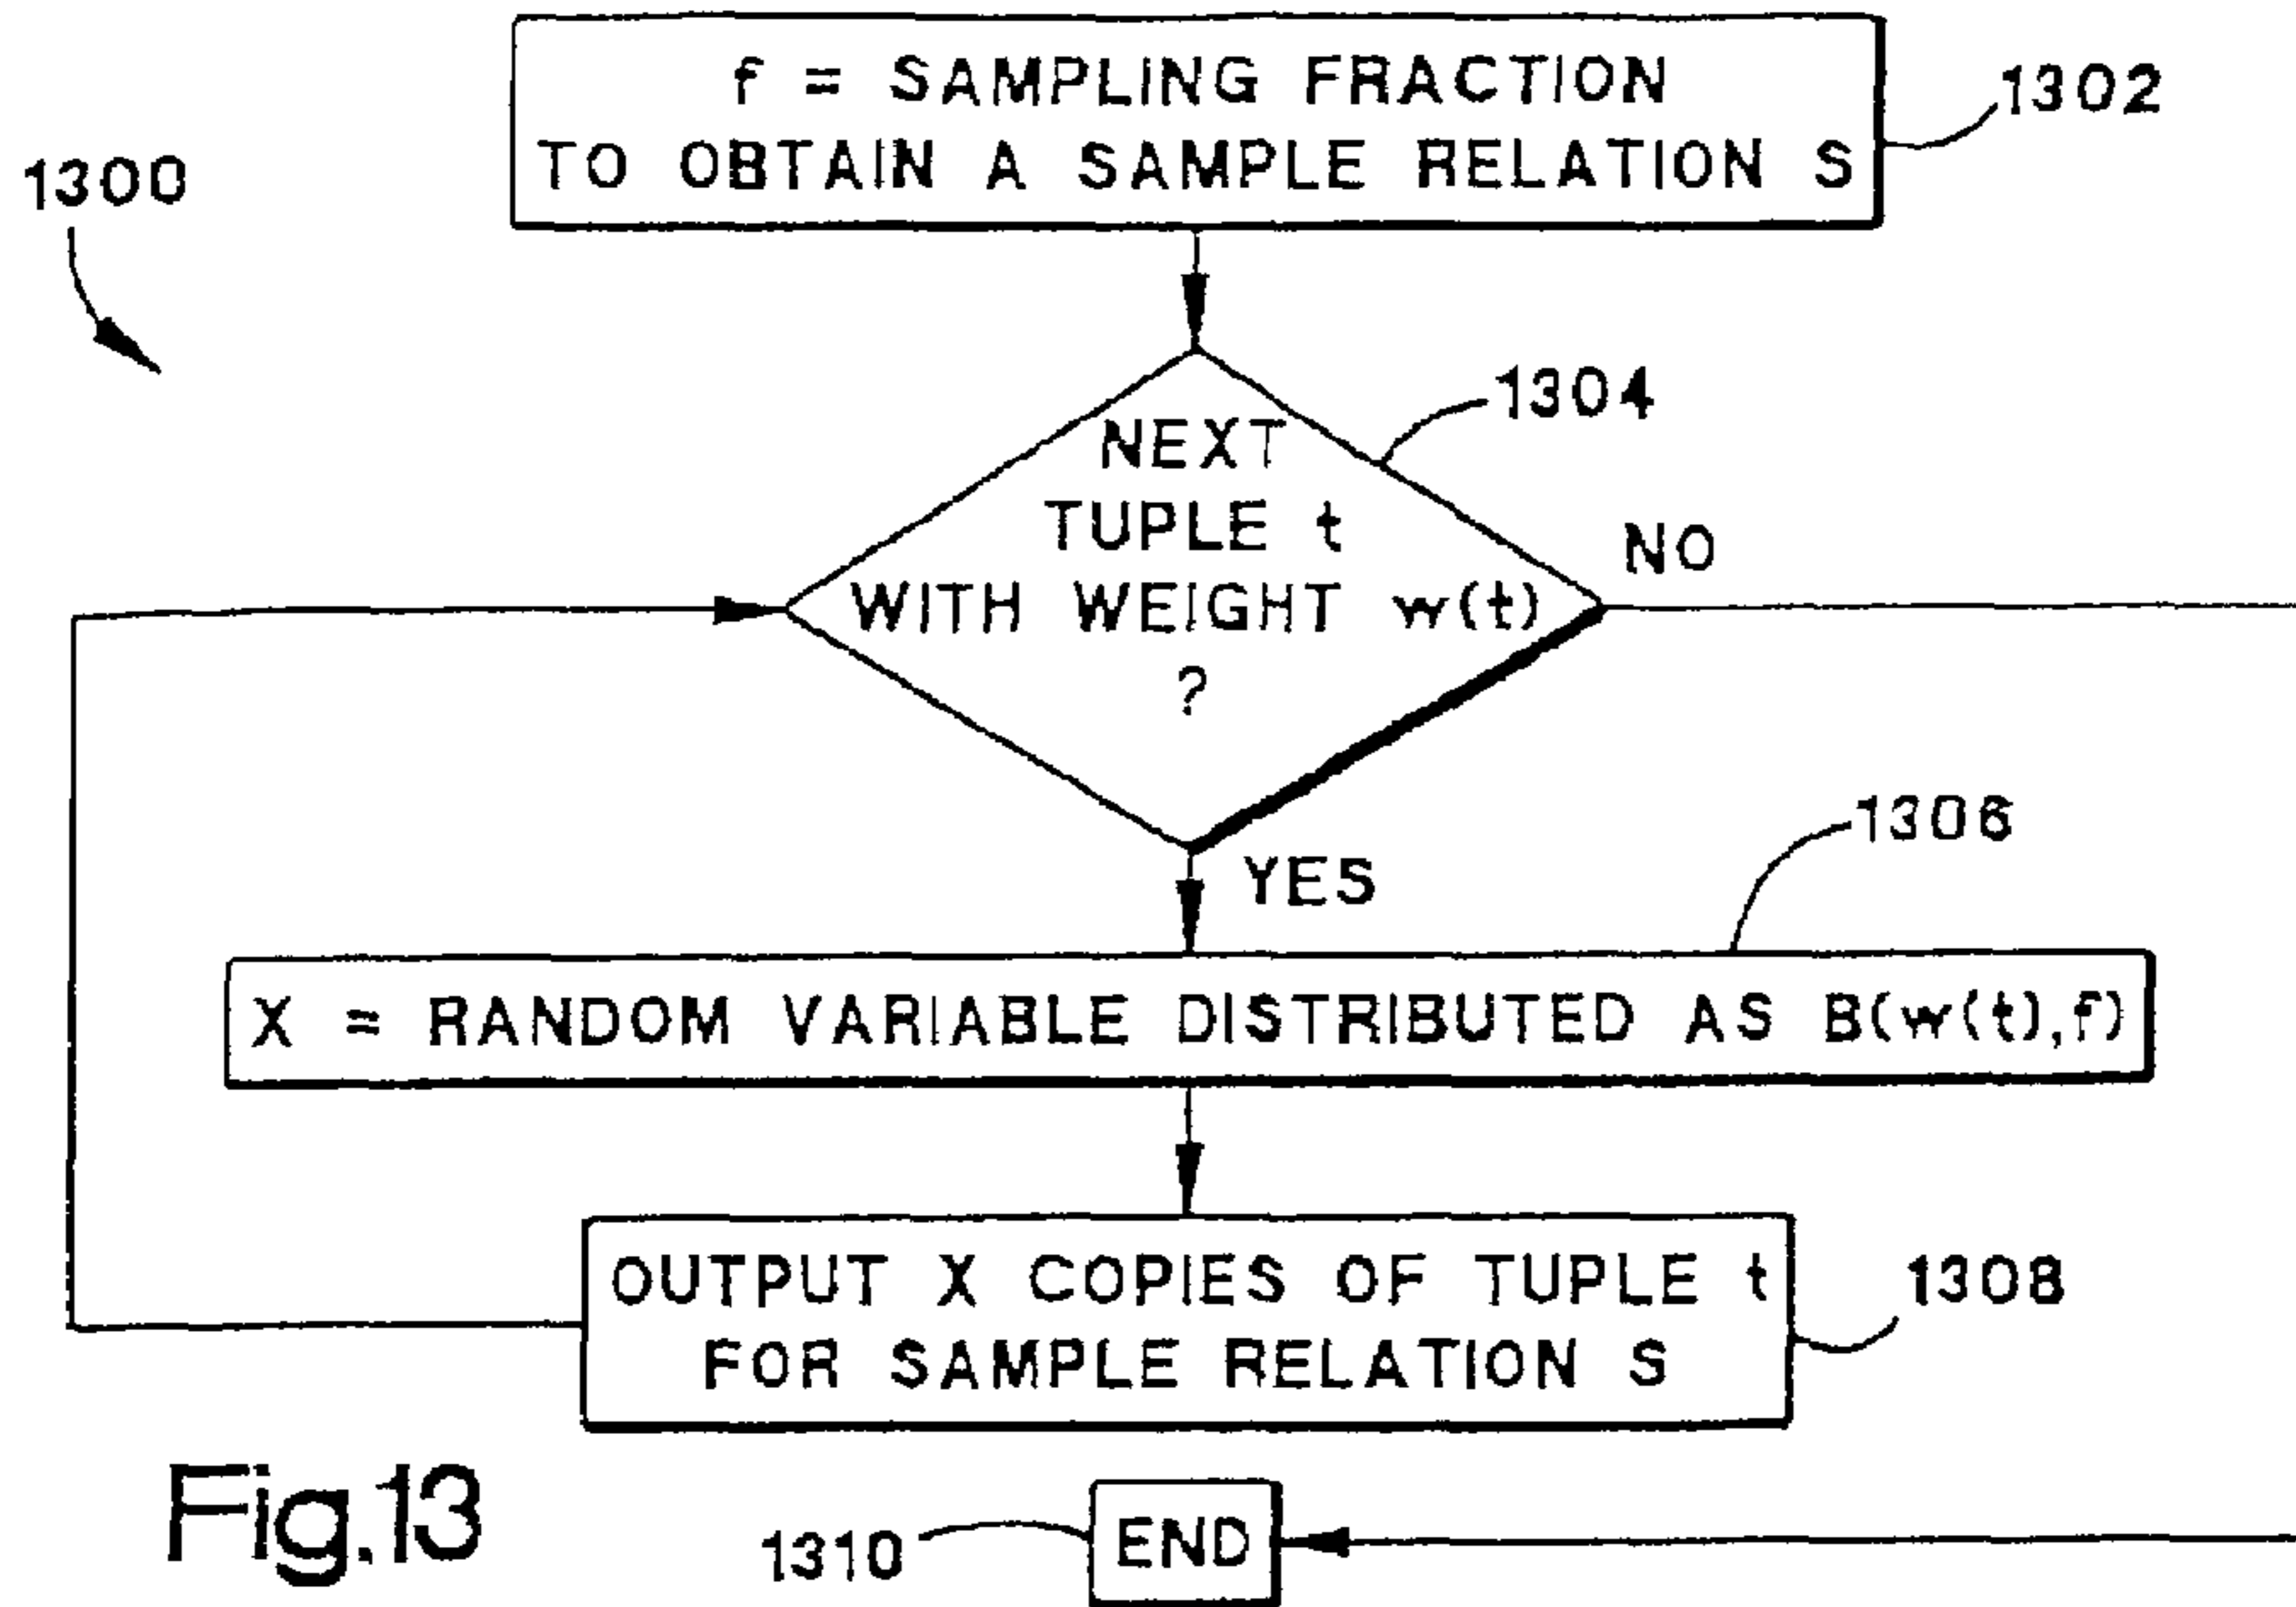 f = SAMPLING FRACTION
TO OBTAIN A SAMPLE RELATION S
1302
1300
1304
NEXT
TUPLE t
WITH WEIGHT w(t)
?
NO
YES
1306
X = RANDOM VARIABLE DISTRIBUTED AS B(w(t),f)
OUTPUT X COPIES OF TUPLE t
FOR SAMPLE RELATION S
1308
Fig.13
1310
END